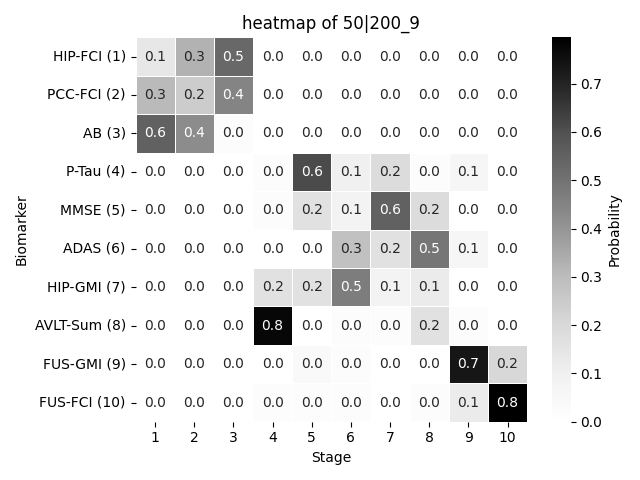 heatmap of 50|200_9
HIP-FCI (1) 0.1 0.3 0.5 0.0 0.0 0.0 0.0 0.0 0.0 0.0
PCC-FCI (2) 0.3 0.2 0.4 0.0 0.0 0.0 0.0 0.0 0.0 0.0
AB (3) 0.6 0.4 0.0 0.0 0.0 0.0 0.0 0.0 0.0 0.0
P-Tau (4) 0.0 0.0 0.0 0.0 0.6 0.1 0.2 0.0 0.1 0.0
MMSE (5) 0.0 0.0 0.0 0.0 0.2 0.1 0.6 0.2 0.0 0.0
ADAS (6) 0.0 0.0 0.0 0.0 0.0 0.3 0.2 0.5 0.1 0.0
HIP-GMI (7) 0.0 0.0 0.0 0.2 0.2 0.5 0.1 0.1 0.0 0.0
AVLT-Sum (8) 0.0 0.0 0.0 0.8 0.0 0.0 0.0 0.2 0.0 0.0
FUS-GMI (9) 0.0 0.0 0.0 0.0 0.0 0.0 0.0 0.0 0.7 0.2
FUS-FCI (10) 0.0 0.0 0.0 0.0 0.0 0.0 0.0 0.0 0.1 0.8
1 2 3 4 5 6 7 8 9 10
Stage
Biomarker
0.7
0.6
0.5
0.4
0.3
0.2
0.1
0.0
Probability